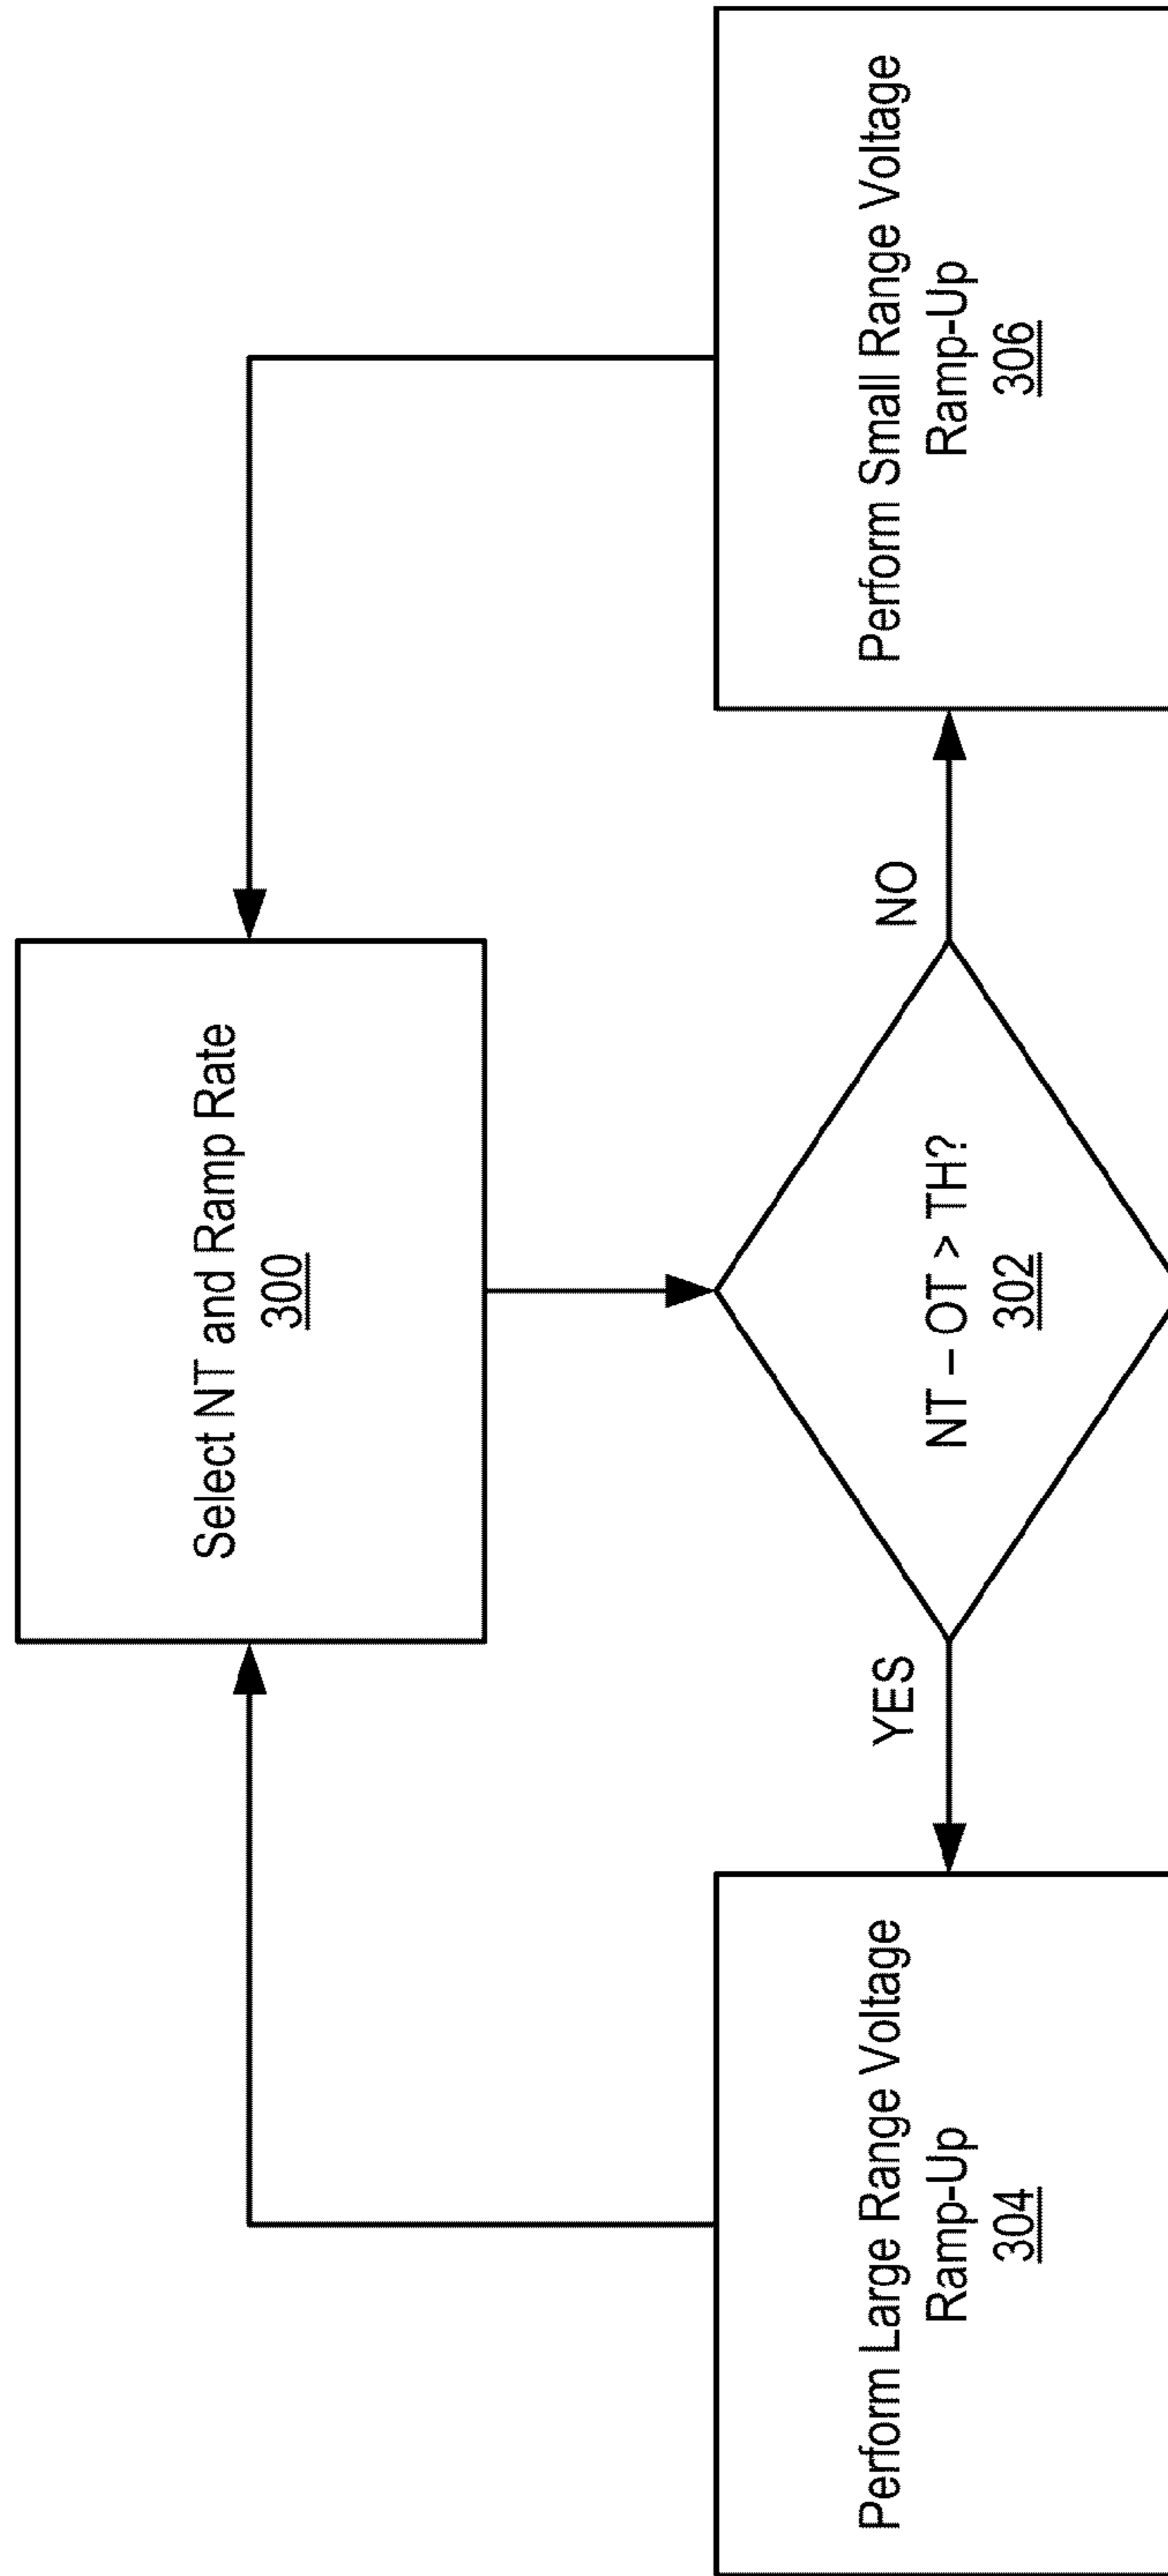 Select NT and Ramp Rate
300
NT – OT > TH?
302
YES
NO
Perform Large Range Voltage
Ramp-Up
304
Perform Small Range Voltage
Ramp-Up
306